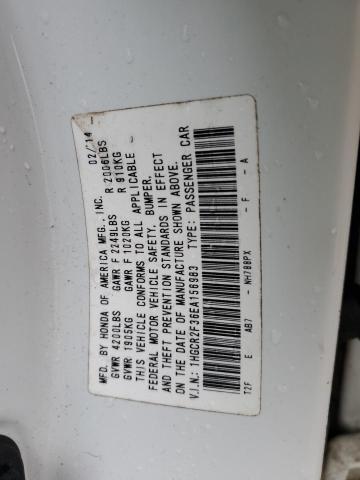 MFD. BY HONDA OF AMERICA MFG., INC. 02/14
GVWR 4200LBS GAWR F 2249LBS R 2006LBS
GVWR 1905KG GAWR F 1020KG R 910KG
THIS VEHICLE CONFORMS TO ALL APPLICABLE
FEDERAL MOTOR VEHICLE SAFETY, BUMPER,
AND THEFT PREVENTION STANDARDS IN EFFECT
ON THE DATE OF MANUFACTURE SHOWN ABOVE.
V.I.N.: 1HGCR2F36EA156983 TYPE: PASSENGER CAR
T2F E AB7 - NH788PX - F - A